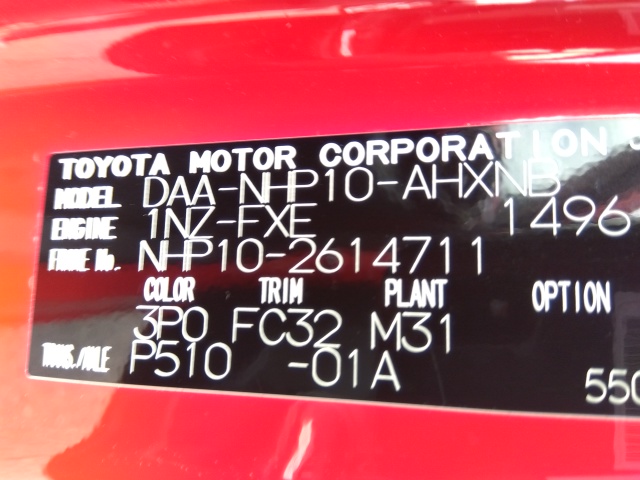 TOYOTA MOTOR CORPORATION
MODEL DAA-NHP10-AHXNB
ENGINE 1NZ-FXE 1496
FRAME No. NHP10-2614711
COLOR TRIM PLANT OPTION
3P0 FC32 M31
TRANS./AXLE P510 -01A
550